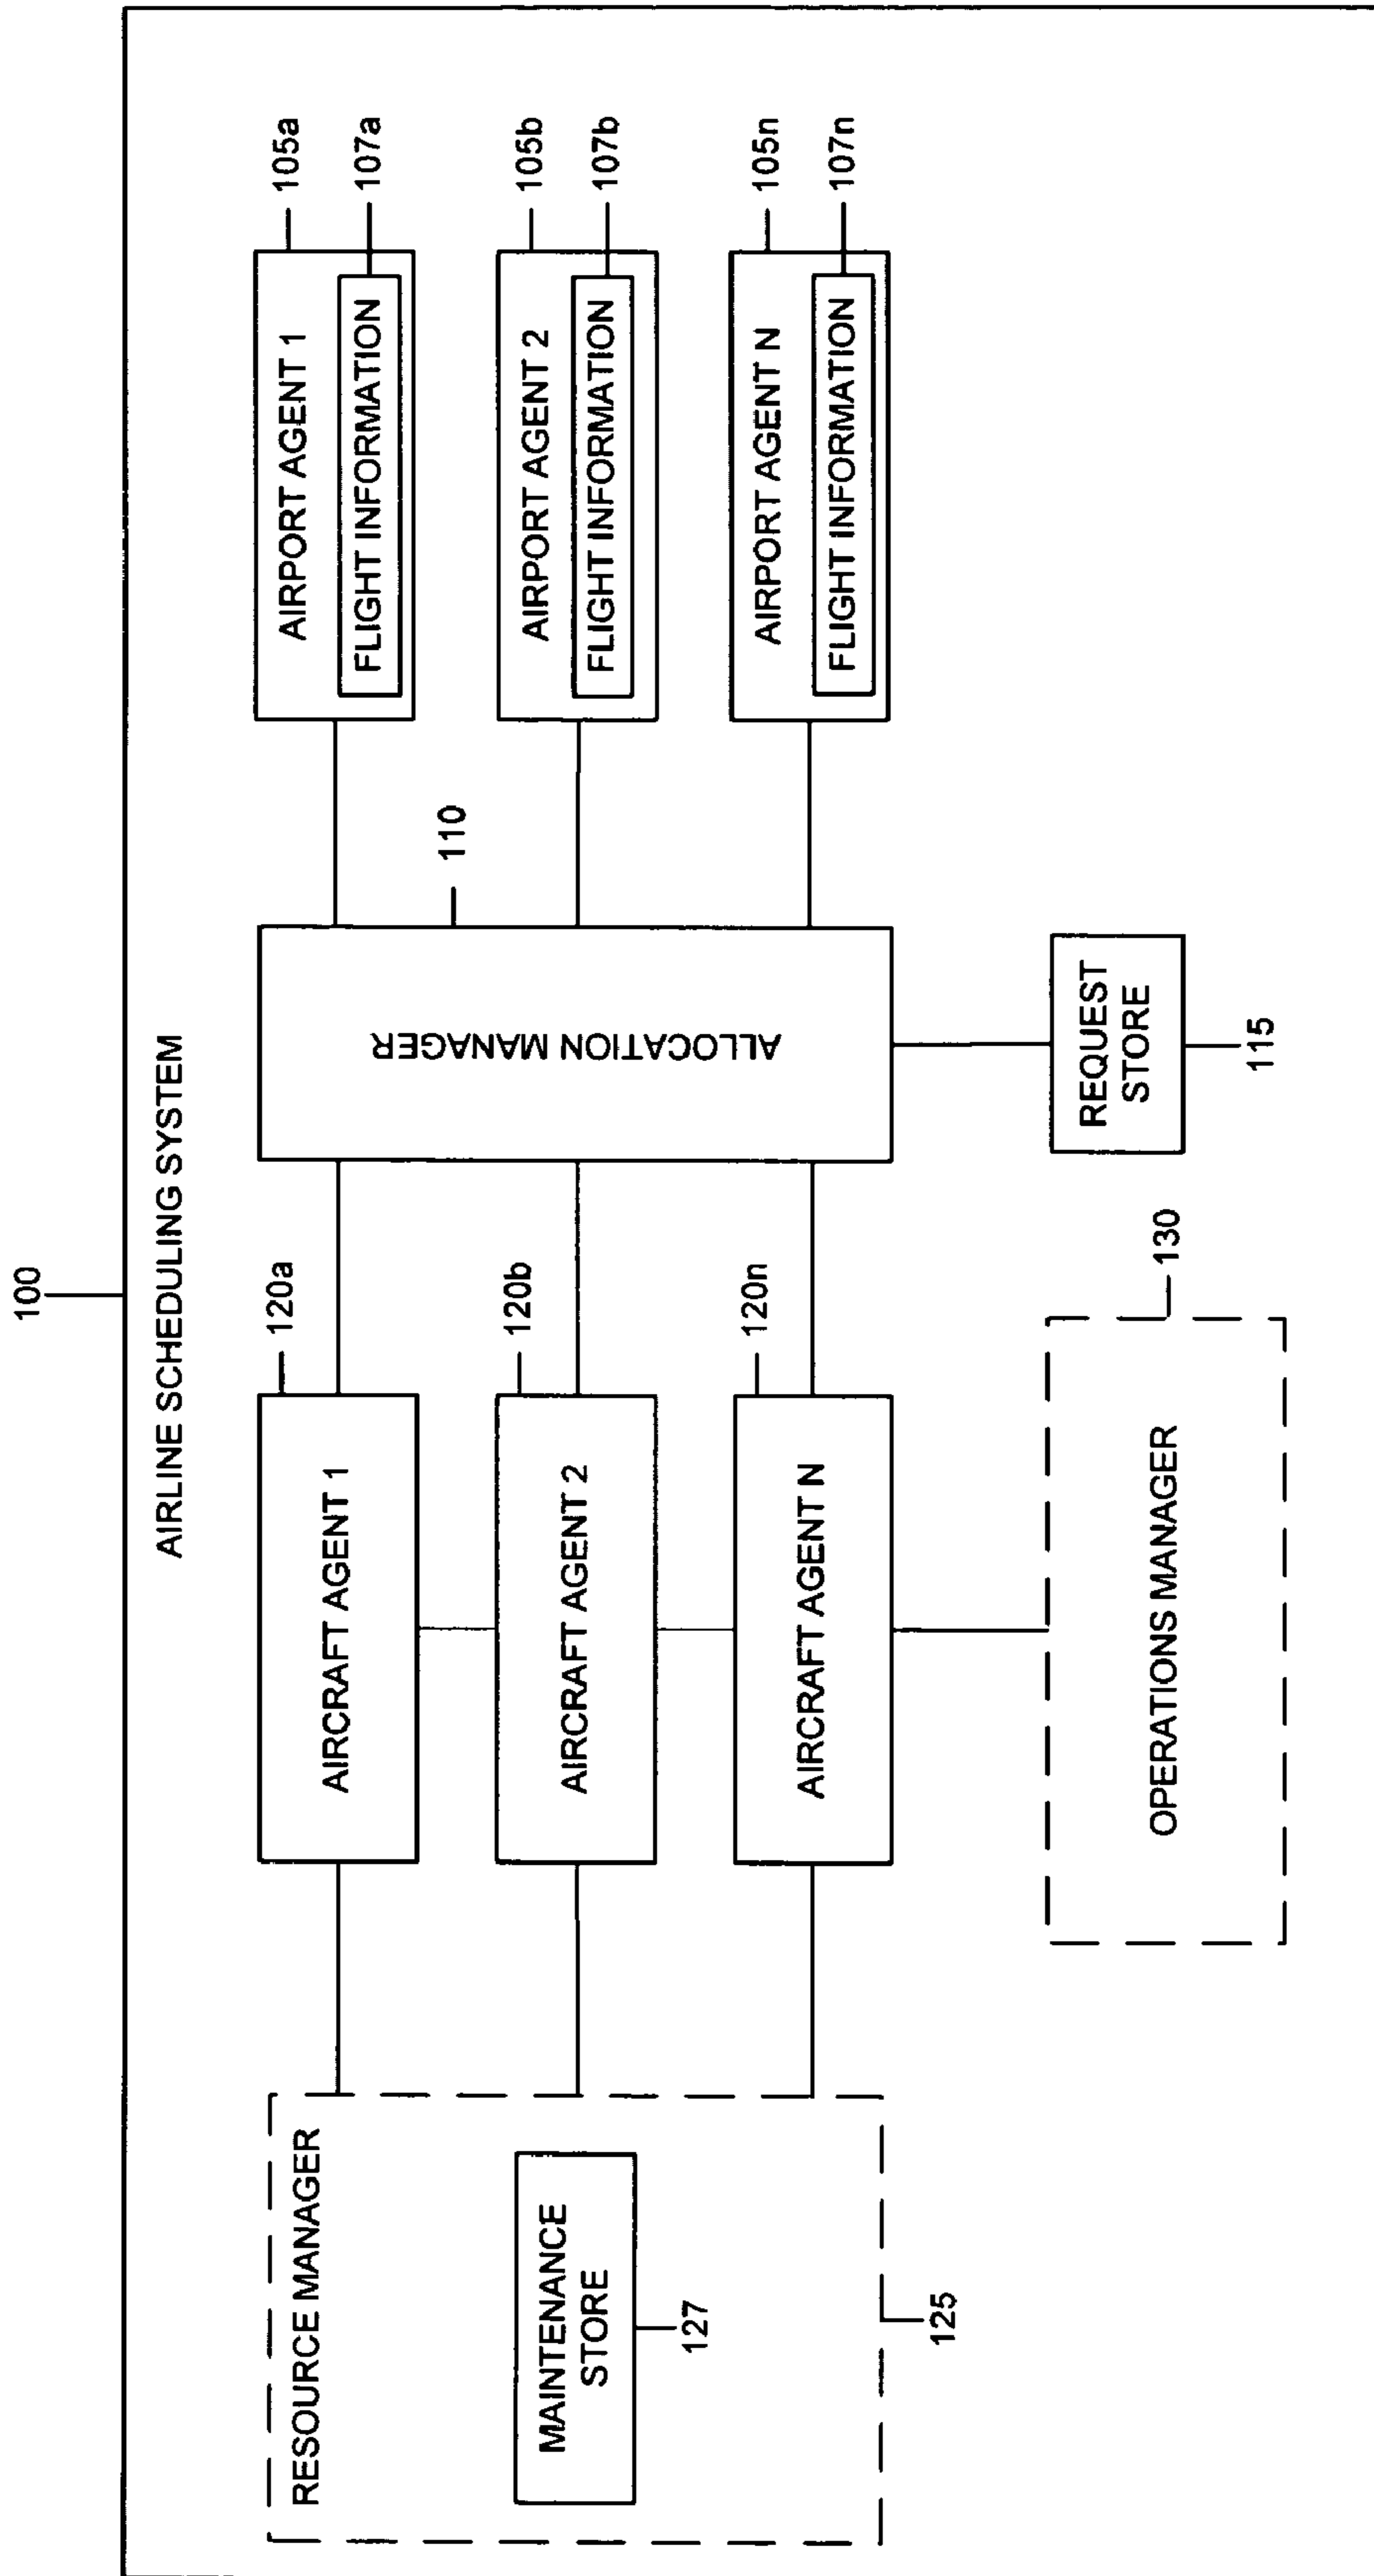 100
AIRLINE SCHEDULING SYSTEM
RESOURCE MANAGER
MAINTENANCE
STORE
127
125
120a
AIRCRAFT AGENT 1
120b
AIRCRAFT AGENT 2
120n
AIRCRAFT AGENT N
130
OPERATIONS MANAGER
110
ALLOCATION MANAGER
REQUEST
STORE
115
105a
AIRPORT AGENT 1
107a
FLIGHT INFORMATION
105b
AIRPORT AGENT 2
107b
FLIGHT INFORMATION
105n
AIRPORT AGENT N
107n
FLIGHT INFORMATION